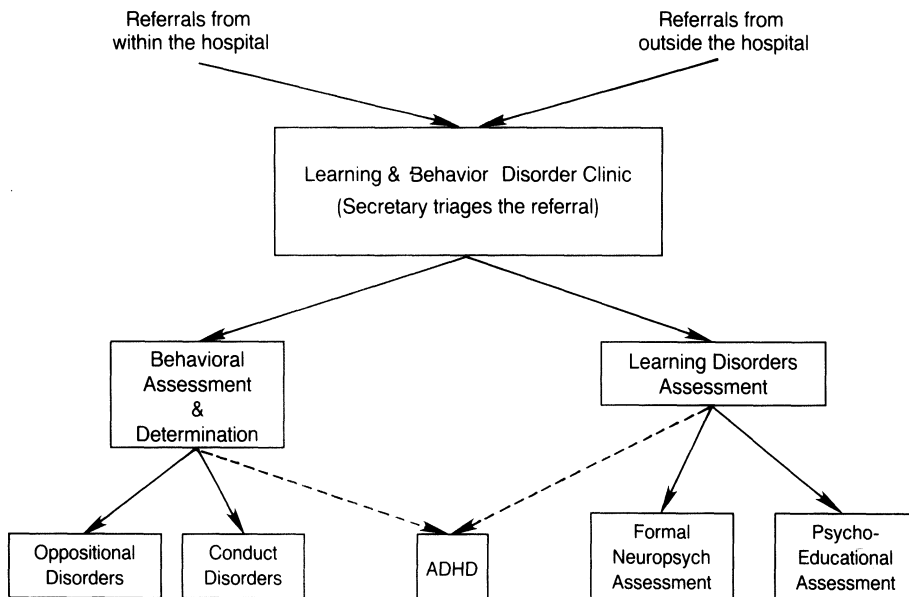 Referrals from
within the hospital
Referrals from
outside the hospital
Learning & Behavior Disorder Clinic
(Secretary triages the referral)
Behavioral
Assessment
&
Determination
Learning Disorders
Assessment
Oppositional
Disorders
Conduct
Disorders
ADHD
Formal
Neuropsych
Assessment
Psycho-
Educational
Assessment